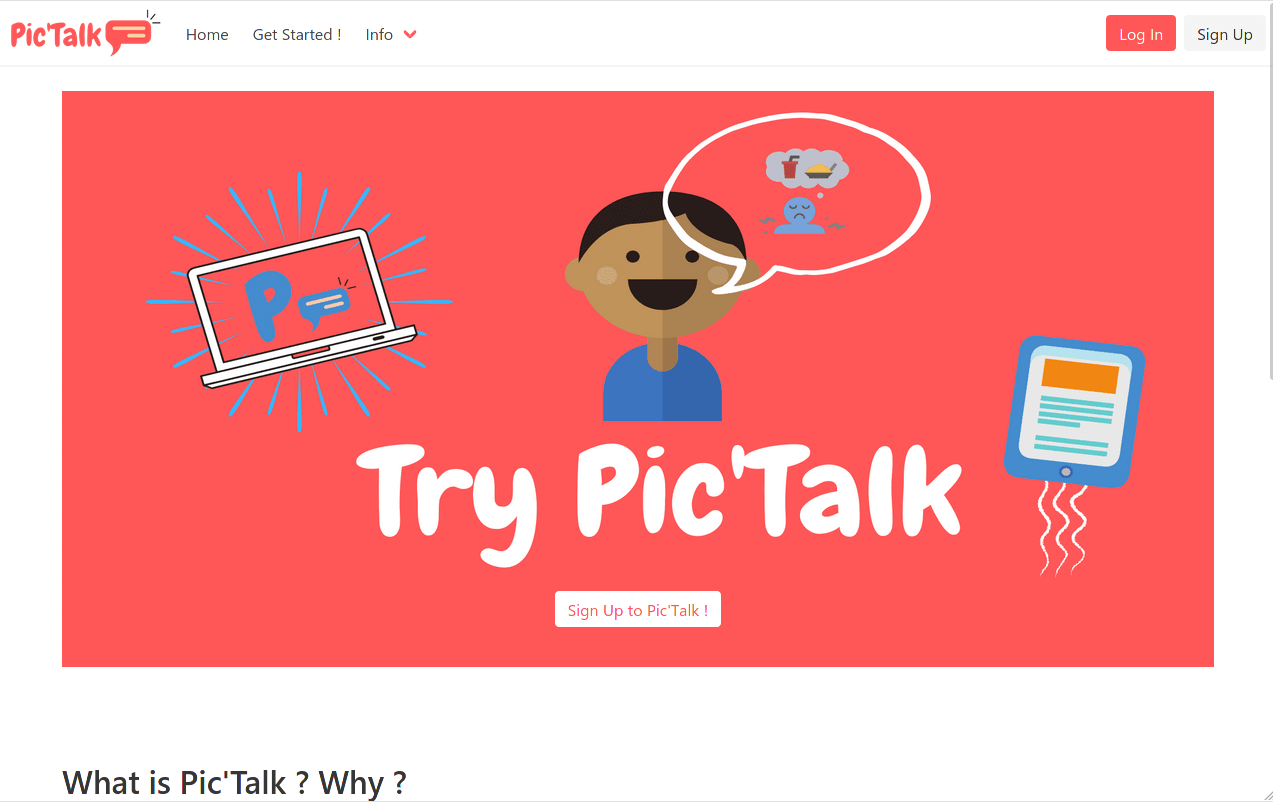 Pic'Talk
Home
Get Started !
Info
Log In
Sign Up
P
Try Pic'Talk
Sign Up to Pic'Talk !
What is Pic'Talk ? Why ?